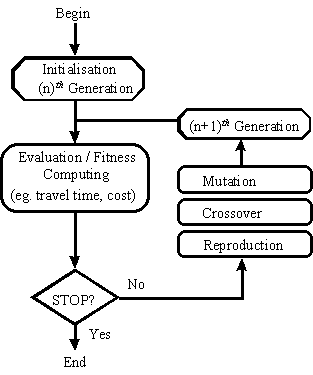 Begin
Initialisation
(n)th Generation
(n+1)th Generation
Evaluation / Fitness
Computing
(eg. travel time, cost)
Mutation
Crossover
Reproduction
STOP?
No
Yes
End